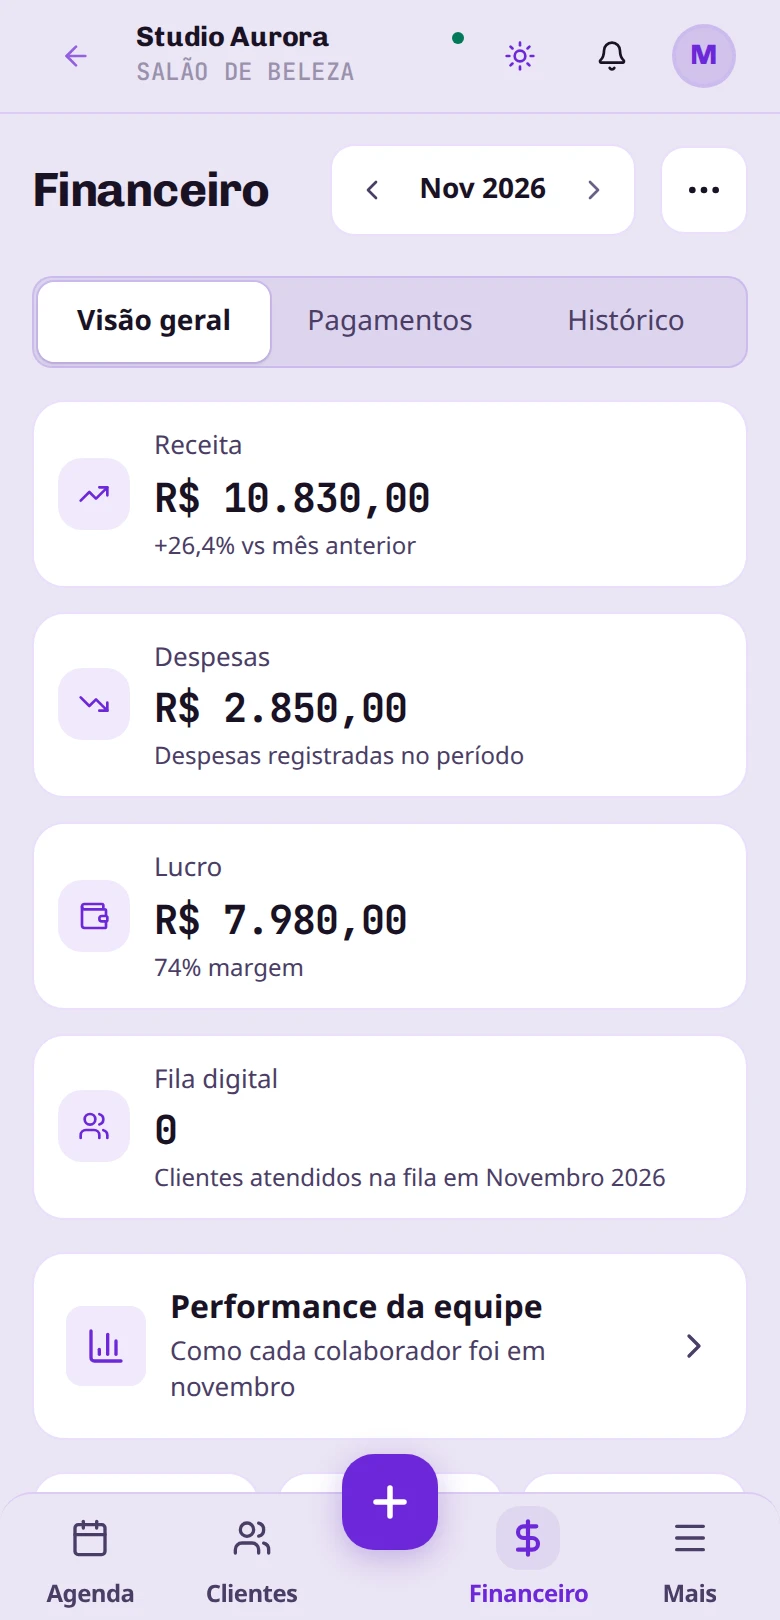 Studio Aurora
SALÃO DE BELEZA
M
Financeiro
Nov 2026
Visão geral
Pagamentos
Histórico
Receita
R$ 10.830,00
+26,4% vs mês anterior
Despesas
R$ 2.850,00
Despesas registradas no período
Lucro
R$ 7.980,00
74% margem
Fila digital
0
Clientes atendidos na fila em Novembro 2026
Performance da equipe
Como cada colaborador foi em
novembro
Agenda
Clientes
Financeiro
Mais